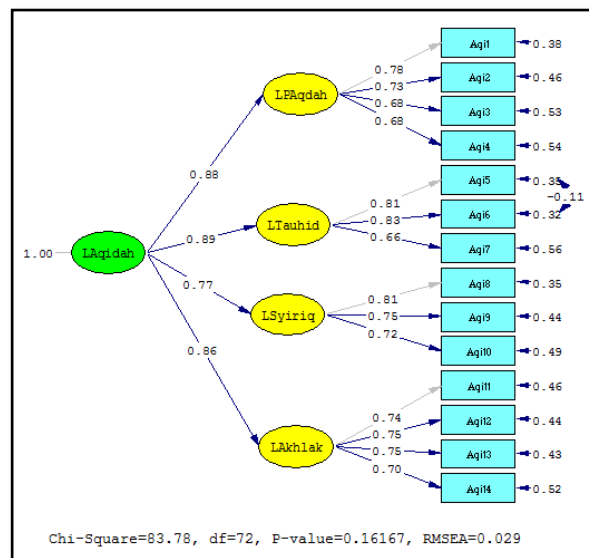 Aqi1 0.38
0.78
Aqi2 0.46
0.73
LPAqdah
0.68
Aqi3 0.53
0.68
Aqi4 0.54
0.88
Aqi5 0.35
-0.11
0.81
Aqi6 0.32
0.83
LTauhid
0.66
0.89
Aqi7 0.56
1.00 LAqidah
0.77
Aqi8 0.35
0.81
LSyiriq
0.75
Aqi9 0.44
0.72
Aqi10 0.49
0.86
Aqi11 0.46
0.74
Aqi12 0.44
0.75
LAkhlak
0.75
Aqi13 0.43
0.70
Aqi14 0.52
Chi-Square=83.78, df=72, P-value=0.16167, RMSEA=0.029